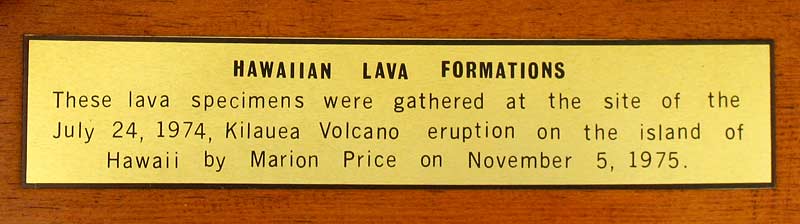 HAWAIIAN LAVA FORMATIONS
These lava specimens were gathered at the site of the
July 24, 1974, Kilauea Volcano eruption on the island of
Hawaii by Marion Price on November 5, 1975.